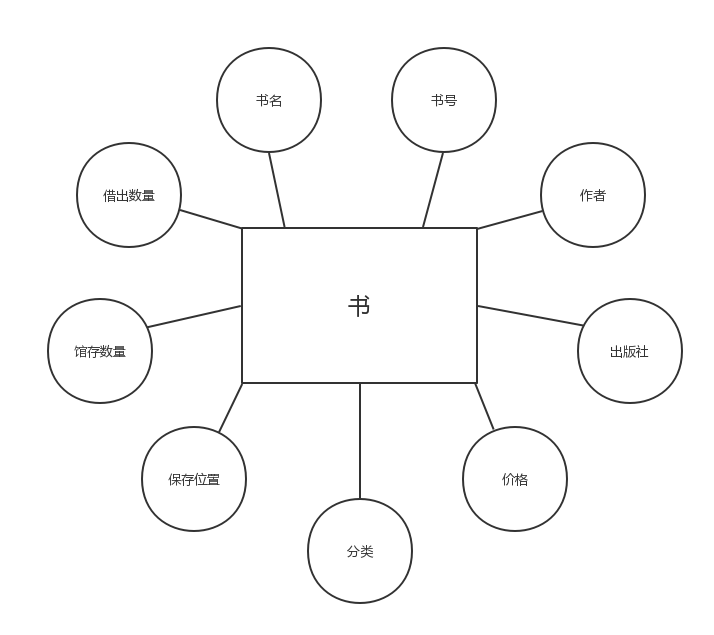 书名
书号
借出数量
作者
书
馆存数量
出版社
保存位置
价格
分类